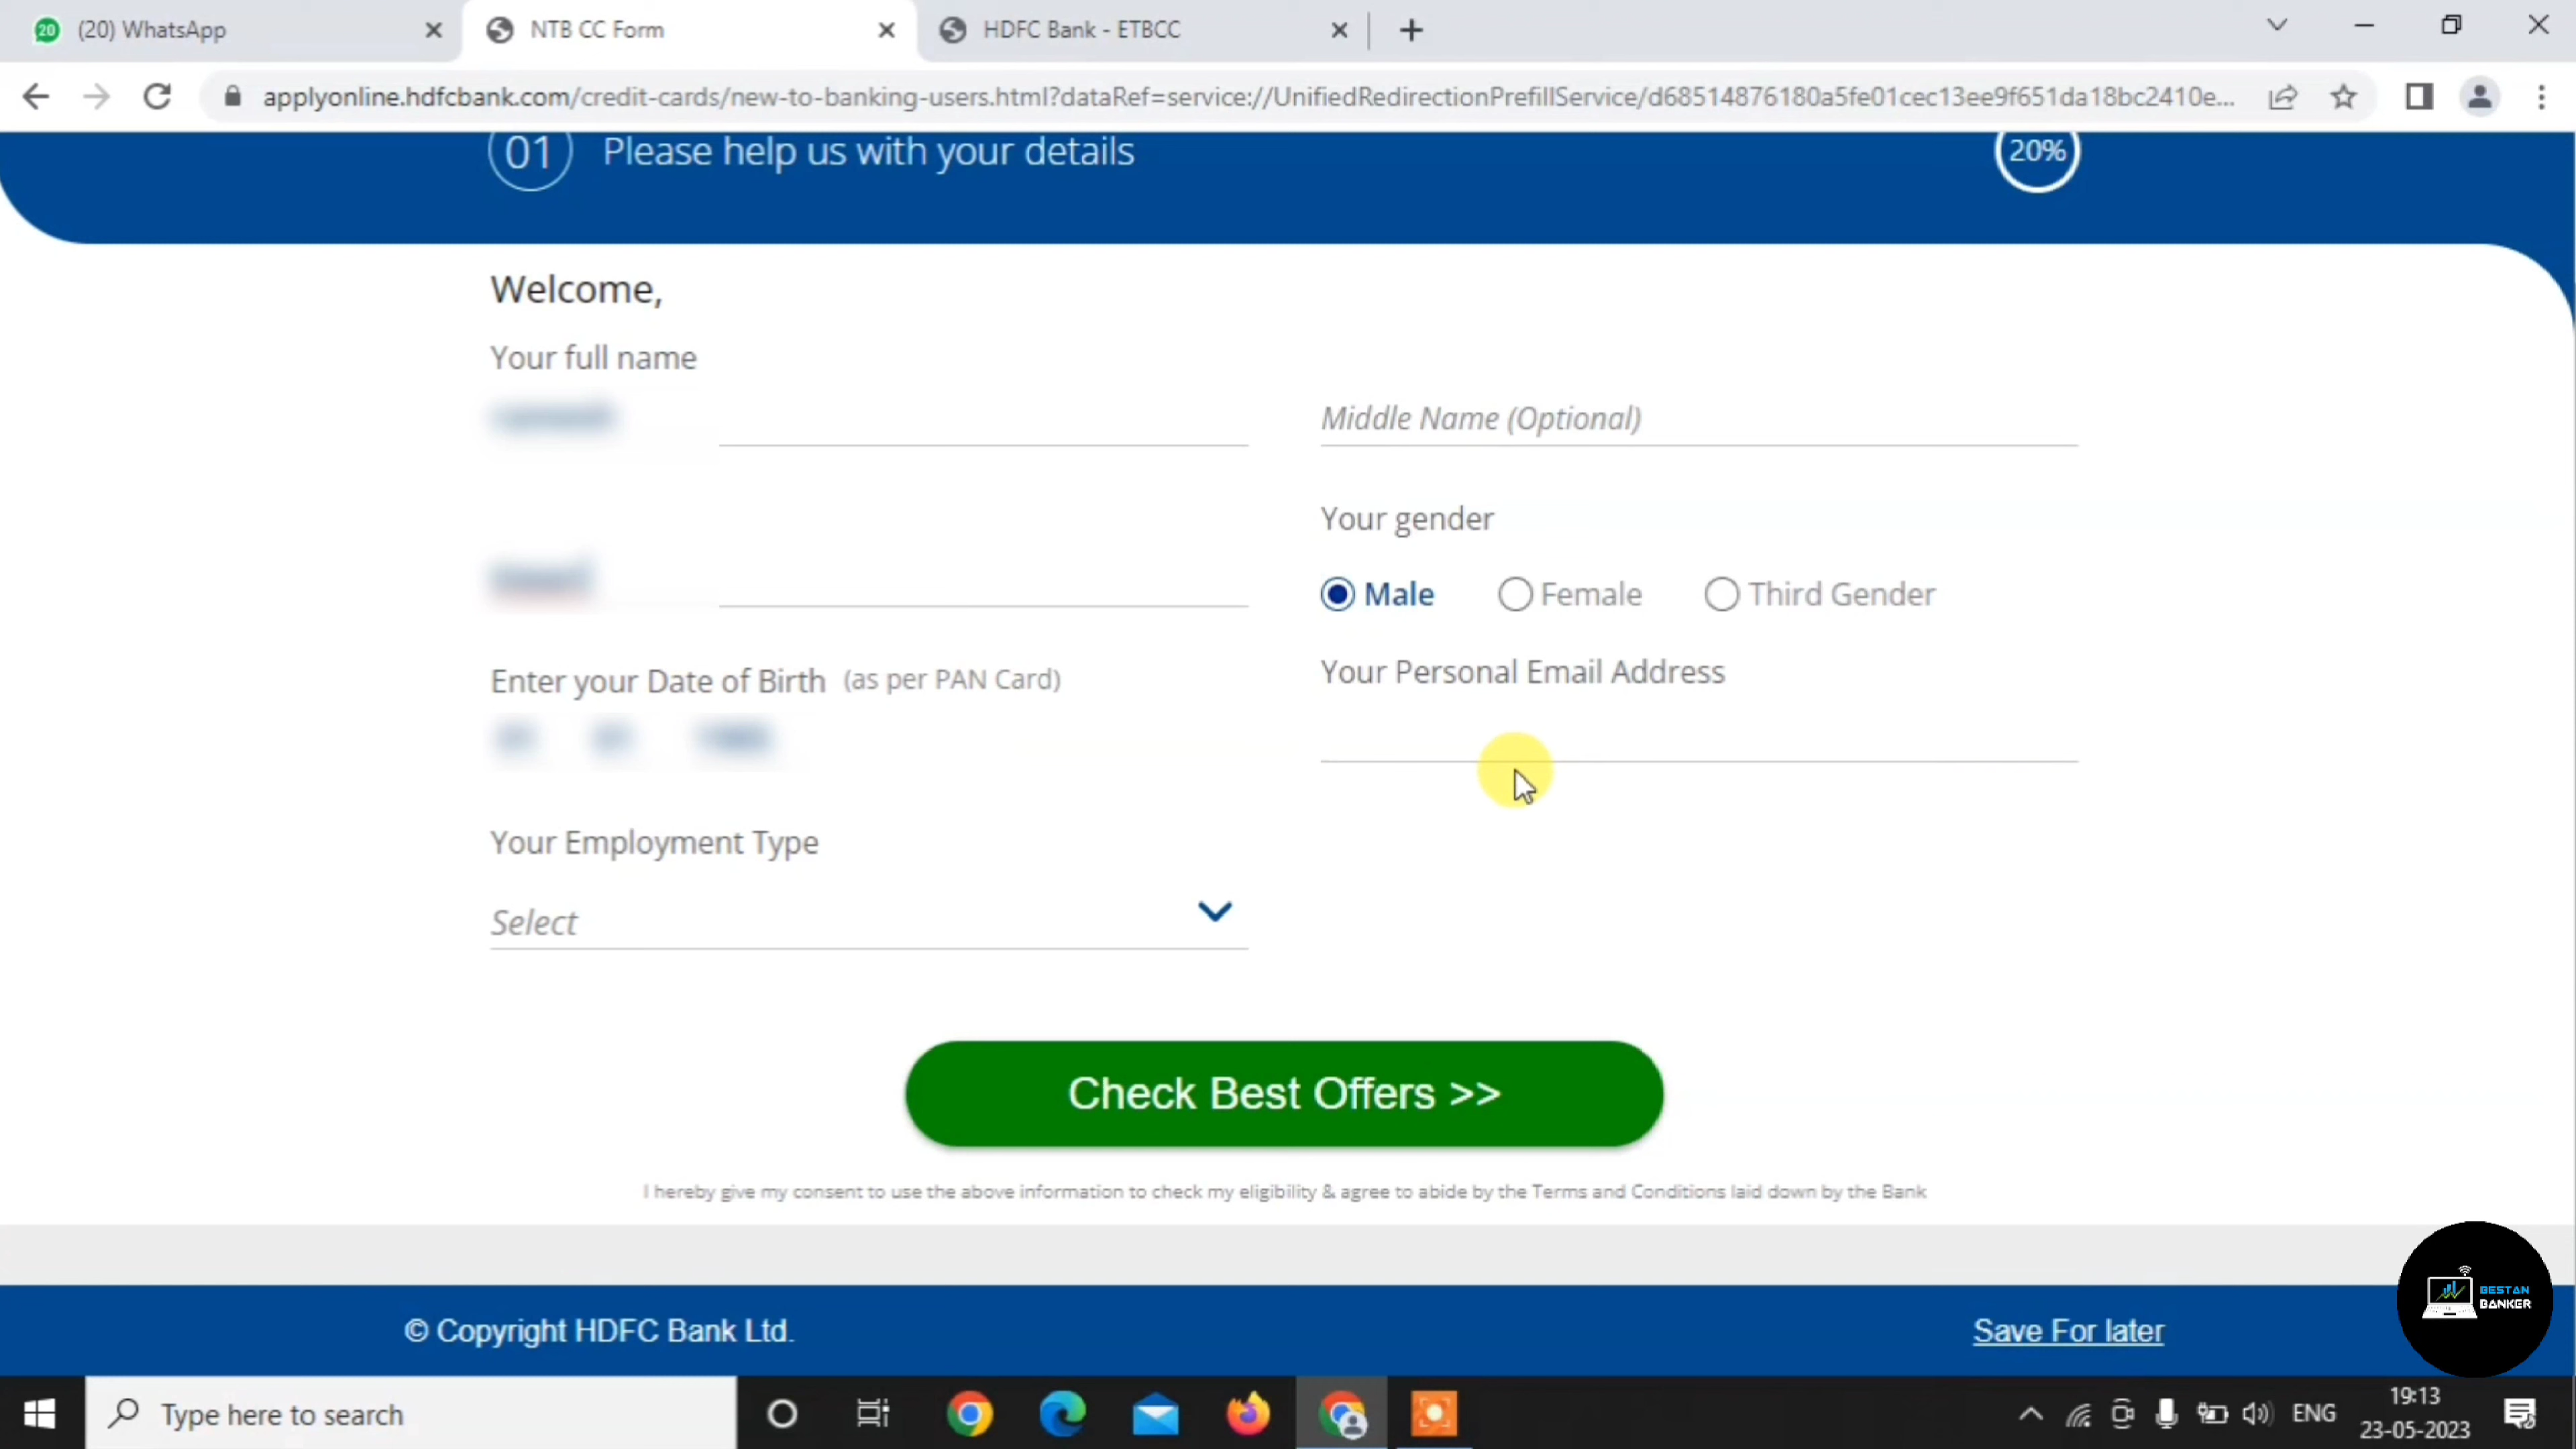 20 (20) WhatsApp
NTB CC Form
HDFC Bank - ETBCC
applyonline.hdfcbank.com/credit-cards/new-to-banking-users.html?dataRef=service://UnifiedRedirectionPrefillService/d68514876180a5fe01cec13ee9f651da18bc2410e...
01 Please help us with your details
20%
Welcome,
Your full name
Middle Name (Optional)
Your gender
Male Female Third Gender
Enter your Date of Birth (as per PAN Card)
Your Personal Email Address
Your Employment Type
Select
Check Best Offers >>
I hereby give my consent to use the above information to check my eligibility & agree to abide by the Terms and Conditions laid down by the Bank
BESTAN
BANKER
© Copyright HDFC Bank Ltd.
Save For later
Type here to search
ENG
19:13
23-05-2023